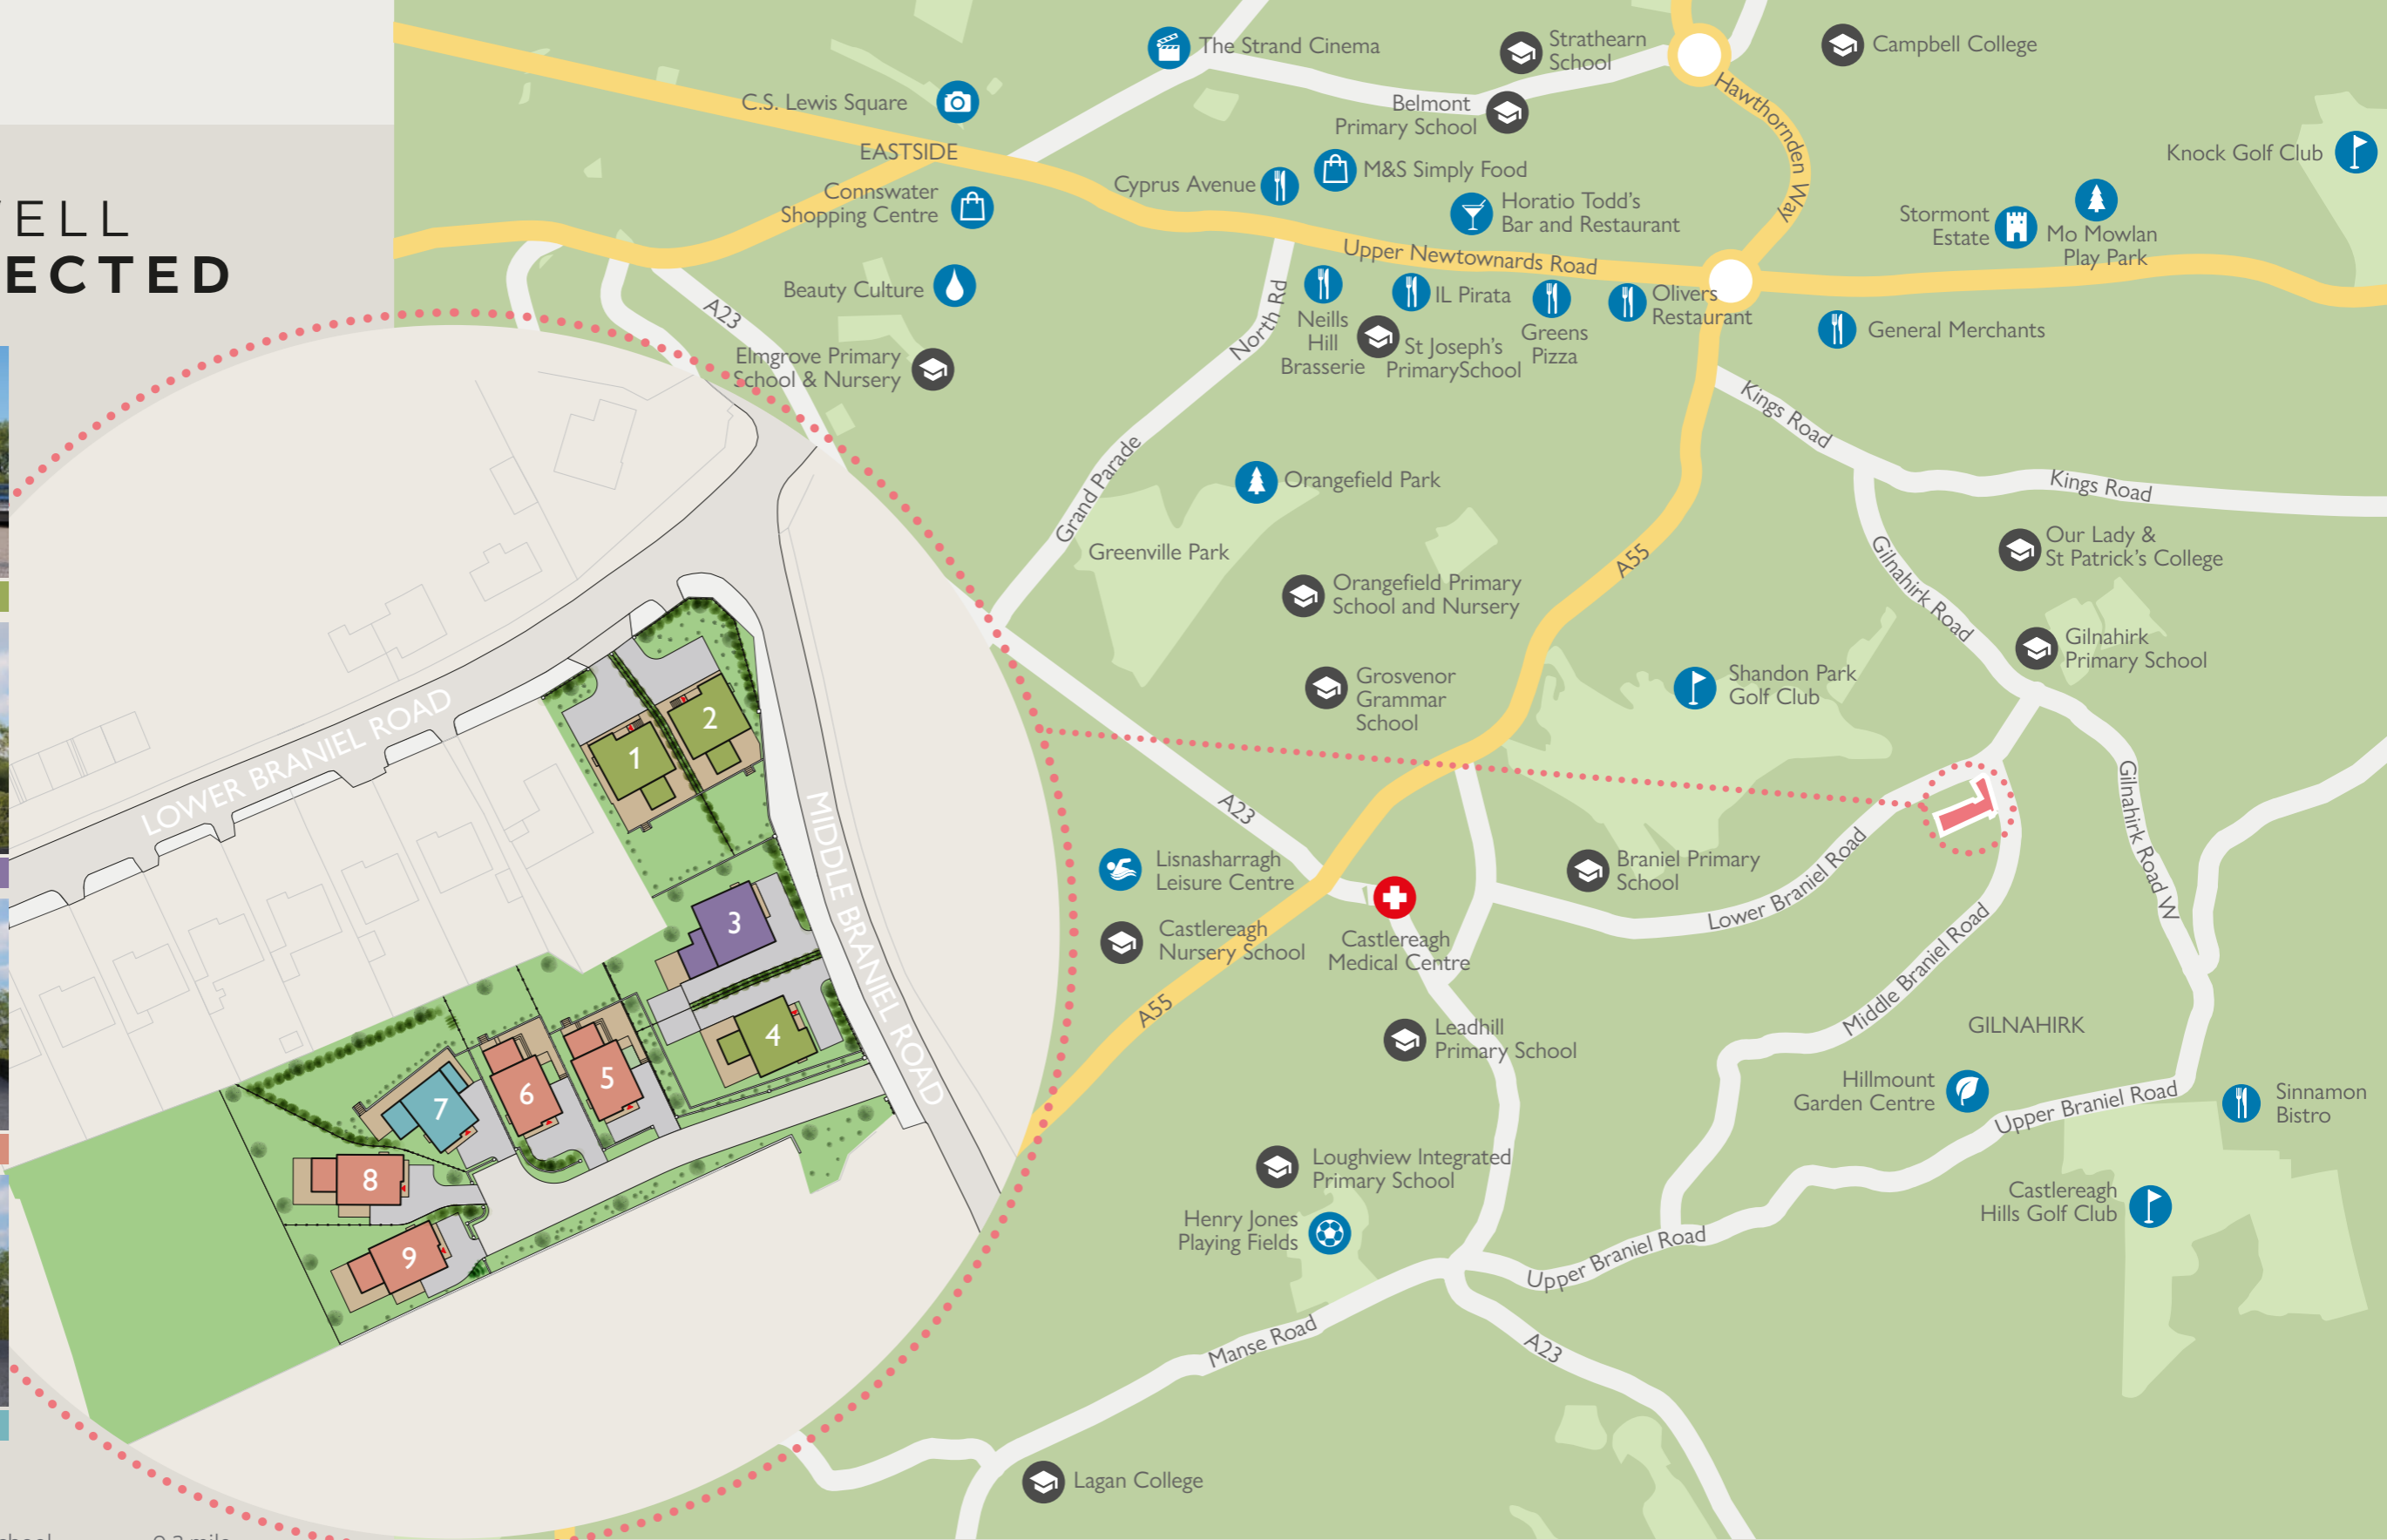 The Strand Cinema
Strathearn
School
Campbell College
C.S. Lewis Square
Belmont
Primary School
Hawthornden Way
EASTSIDE
Knock Golf Club
M&S Simply Food
Cyprus Avenue
Connswater
Shopping Centre
Horatio Todd's
Bar and Restaurant
Stormont
Estate
Mo Mowlan
Play Park
ECTED
Upper Newtownards Road
Beauty Culture
A23
North Rd
Neills
Hill
Brasserie
IL Pirata
St Joseph's
PrimarySchool
Greens
Pizza
Olivers
Restaurant
General Merchants
Elmgrove Primary
School & Nursery
Kings Road
Grand Parade
Orangefield Park
Kings Road
Greenville Park
A55
Gilnahirk Road
Our Lady &
St Patrick's College
Orangefield Primary
School and Nursery
Gilnahirk
Primary School
Grosvenor
Grammar
School
Shandon Park
Golf Club
LOWER BRANIEL ROAD
MIDDLE BRANIEL ROAD
1
2
3
4
5
6
7
8
9
A23
Gilnahirk Road W
Lisnasharragh
Leisure Centre
Braniel Primary
School
Lower Braniel Road
Castlereagh
Nursery School
Castlereagh
Medical Centre
Middle Braniel Road
A55
Leadhill
Primary School
GILNAHIRK
Hillmount
Garden Centre
Upper Braniel Road
Sinnamon
Bistro
Loughview Integrated
Primary School
Castlereagh
Hills Golf Club
Henry Jones
Playing Fields
Upper Braniel Road
Manse Road
A23
Lagan College